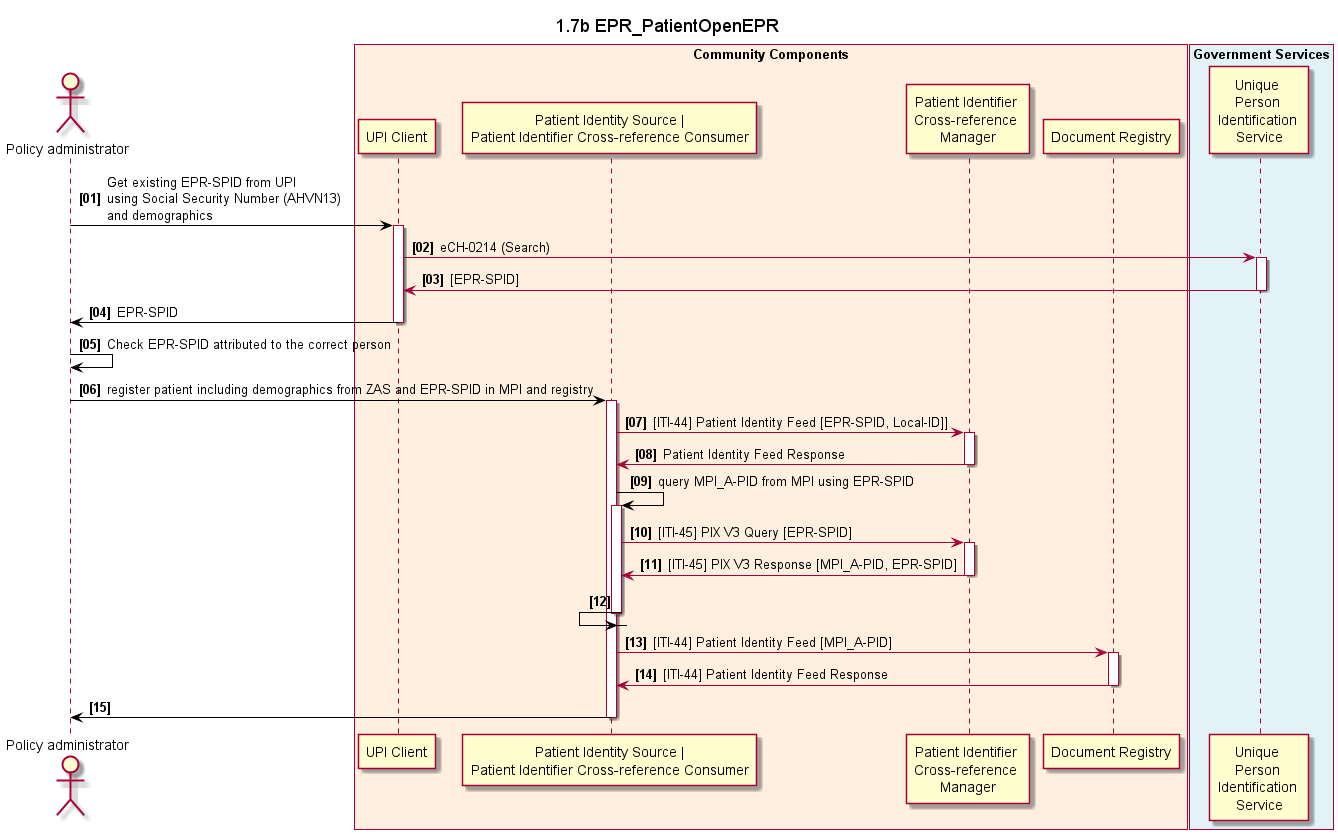 1.7b EPR_PatientOpenEPR
Community Components
Government Services
Policy administrator
UPI Client
Patient Identity Source |
Patient Identifier Cross-reference Consumer
Patient Identifier
Cross-reference
Manager
Document Registry
Unique
Person
Identification
Service
Get existing EPR-SPID from UPI
[01] using Social Security Number (AHVN13)
and demographics
[02] eCH-0214 (Search)
[03] [EPR-SPID]
[04] EPR-SPID
[05] Check EPR-SPID attributed to the correct person
[06] register patient including demographics from ZAS and EPR-SPID in MPI and registry
[07] [ITI-44] Patient Identity Feed [EPR-SPID, Local-ID]]
[08] Patient Identity Feed Response
[09] query MPI_A-PID from MPI using EPR-SPID
[10] [ITI-45] PIX V3 Query [EPR-SPID]
[11] [ITI-45] PIX V3 Response [MPI_A-PID, EPR-SPID]
[12]
[13] [ITI-44] Patient Identity Feed [MPI_A-PID]
[14] [ITI-44] Patient Identity Feed Response
[15]
Policy administrator
UPI Client
Patient Identity Source |
Patient Identifier Cross-reference Consumer
Patient Identifier
Cross-reference
Manager
Document Registry
Unique
Person
Identification
Service